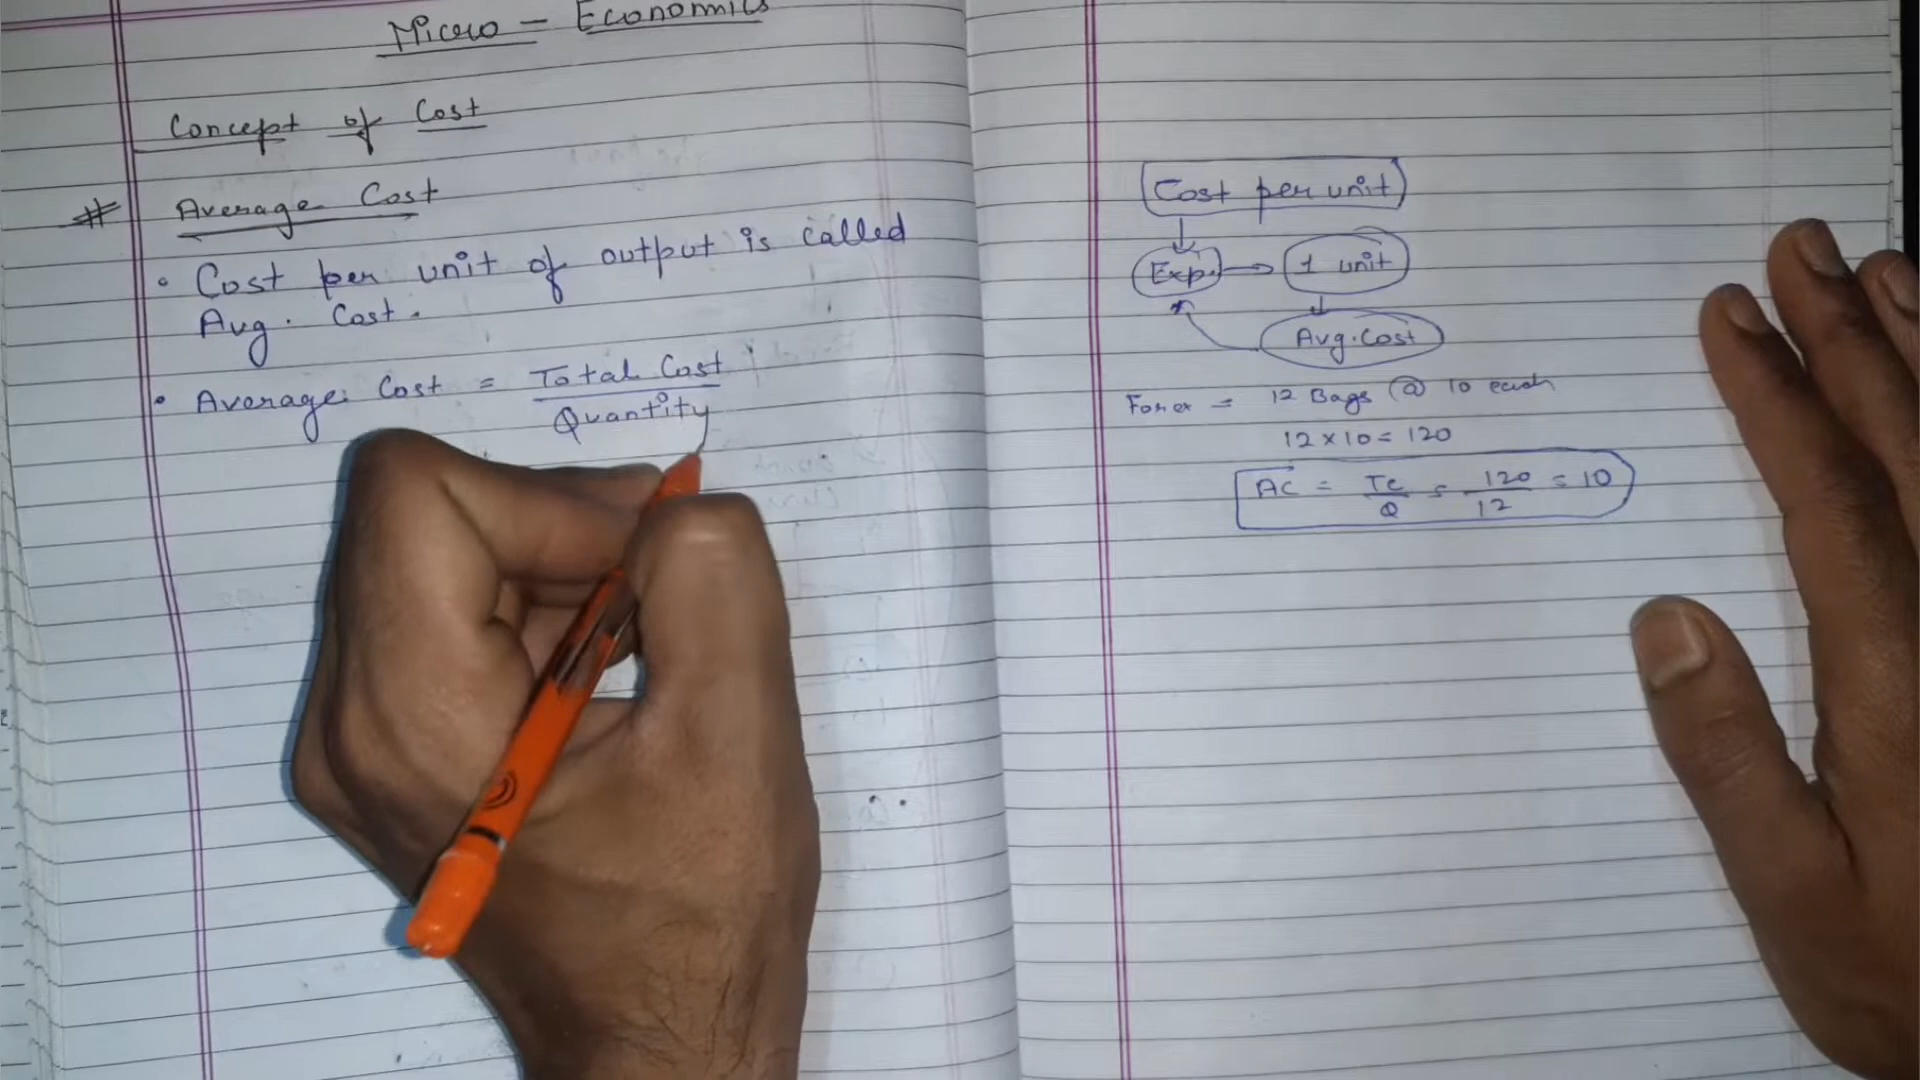 Micro - Economics
Concept of Cost
# Average Cost
• Cost per unit of output is called
Avg. Cost.
• Average Cost = Total Cost
Quantity
Cost per unit
Exp. → 1 unit
Avg. Cost
For ex = 12 Bags @ 10 each
12 × 10 = 120
AC = TC/Q = 120/12 = 10